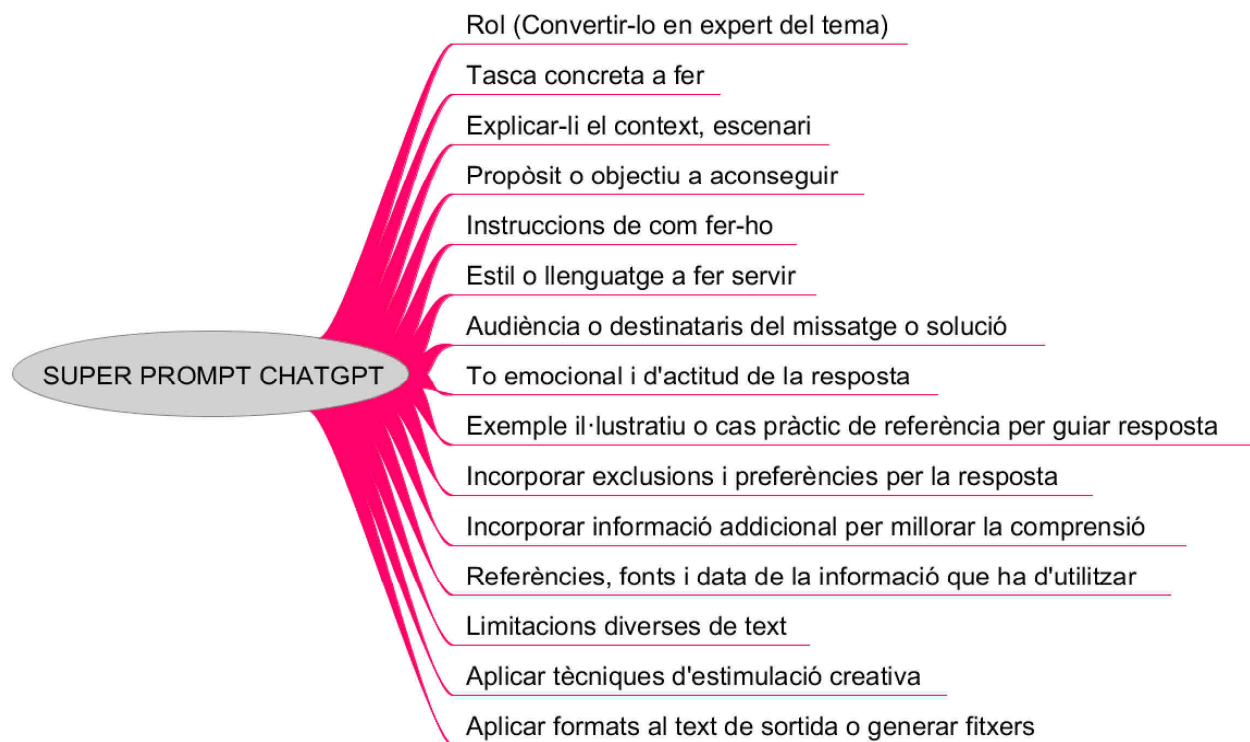 Rol (Convertir-lo en expert del tema)
Tasca concreta a fer
Explicar-li el context, escenari
Propòsit o objectiu a aconseguir
Instruccions de com fer-ho
Estil o llenguatge a fer servir
Audiència o destinataris del missatge o solució
SUPER PROMPT CHATGPT
To emocional i d'actitud de la resposta
Exemple il·lustratiu o cas pràctic de referència per guiar resposta
Incorporar exclusions i preferències per la resposta
Incorporar informació addicional per millorar la comprensió
Referències, fonts i data de la informació que ha d'utilitzar
Limitacions diverses de text
Aplicar tècniques d'estimulació creativa
Aplicar formats al text de sortida o generar fitxers